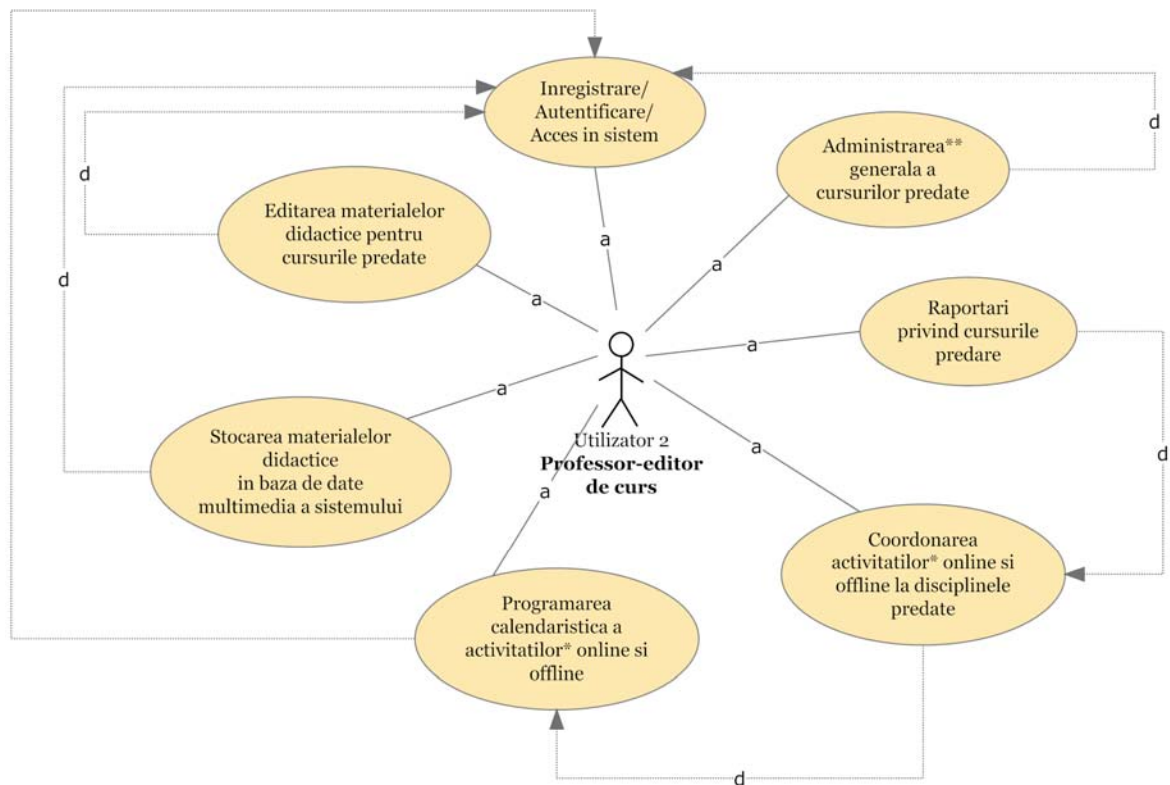 Inregistrare/
Autentificare/
Acces in sistem
d
Administrarea**
generala a
cursurilor predate
d
Editarea materialelor
didactice pentru
cursurile predate
a
a
d
a
Raportari
privind cursurile
predare
a
a
Stocarea materialelor
didactice
in baza de date
multimedia a sistemului
Utilizator 2
Professor-editor
de curs
a
a
d
Coordonarea
activitatilor* online si
offline la disciplinele
predate
Programarea
calendaristica a
activitatilor* online si
offline
d